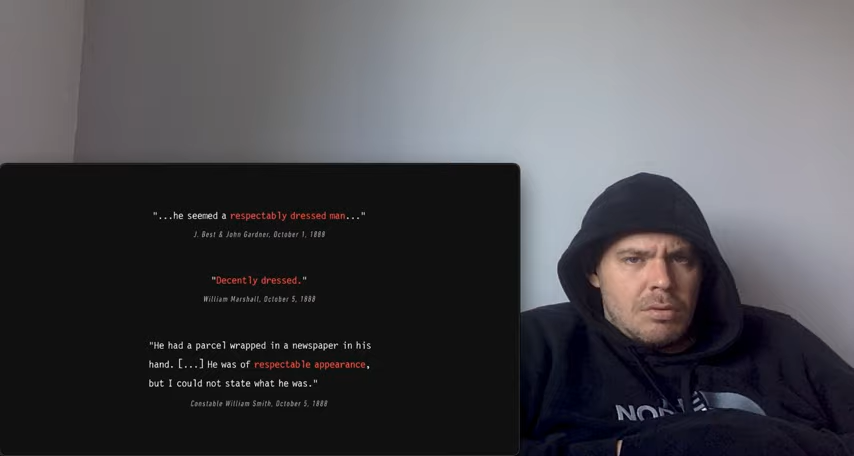 "...he seemed a respectably dressed man..."
J. Best & John Gardner, October 1, 1888
"Decently dressed."
William Marshall, October 5, 1888
"He had a parcel wrapped in a newspaper in his
hand. [...] He was of respectable appearance,
but I could not state what he was."
Constable William Smith, October 5, 1888